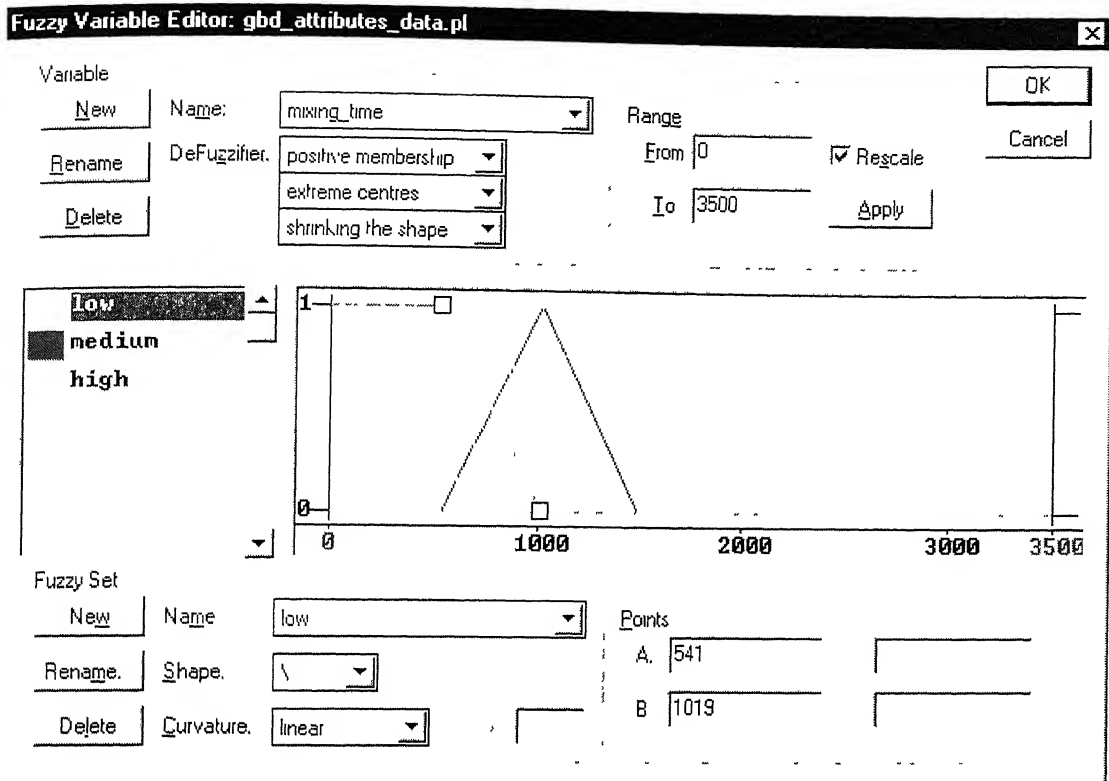 Fuzzy Variable Editor: gbd_attributes_data.pl
Variable
New
Name:
mixing_time
Rename
DeFuzzifier.
positive membership
extreme centres
shrinking the shape
Delete
Range
From
0
Rescale
To
3500
Apply
OK
Cancel
low
medium
high
1
0
0
1000
2000
3000
3500
Fuzzy Set
New
Name
low
Rename.
Shape.
\
Delete
Curvature.
linear
Points
A.
541
B
1019